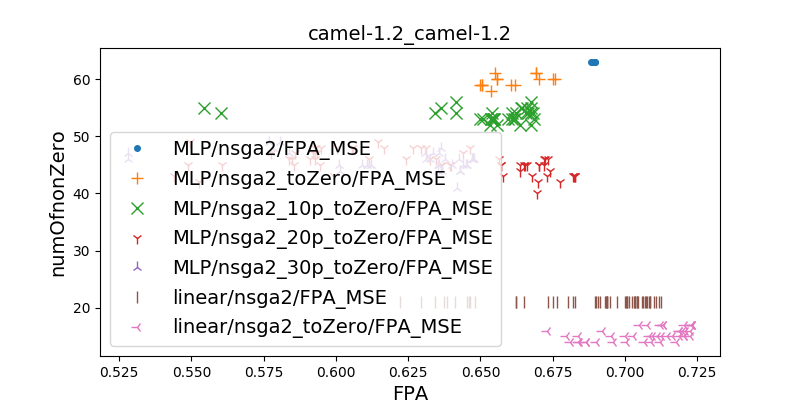 camel-1.2_camel-1.2
numOfnonZero
60
50
40
30
20
MLP/nsga2/FPA_MSE
MLP/nsga2_toZero/FPA_MSE
MLP/nsga2_10p_toZero/FPA_MSE
MLP/nsga2_20p_toZero/FPA_MSE
MLP/nsga2_30p_toZero/FPA_MSE
linear/nsga2/FPA_MSE
linear/nsga2_toZero/FPA_MSE
0.525 0.550 0.575 0.600 0.625 0.650 0.675 0.700 0.725
FPA